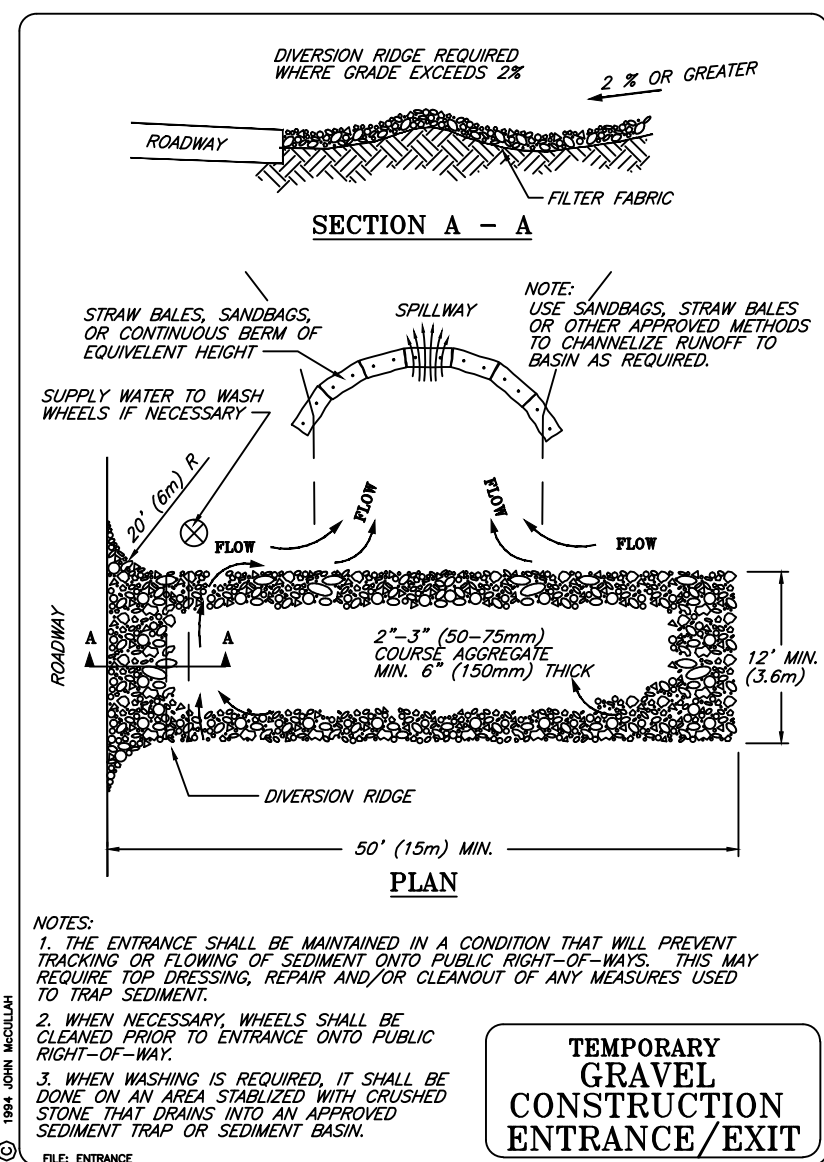 DIVERSION RIDGE REQUIRED
WHERE GRADE EXCEEDS 2%
2 % OR GREATER
ROADWAY
FILTER FABRIC
SECTION A – A
STRAW BALES, SANDBAGS,
OR CONTINUOUS BERM OF
EQUIVELENT HEIGHT
SPILLWAY
NOTE:
USE SANDBAGS, STRAW BALES
OR OTHER APPROVED METHODS
TO CHANNELIZE RUNOFF TO
BASIN AS REQUIRED.
SUPPLY WATER TO WASH
WHEELS IF NECESSARY
20' (6m) R
FLOW
FLOW
FLOW
FLOW
ROADWAY
A
A
2"–3" (50–75mm)
COURSE AGGREGATE
MIN. 6" (150mm) THICK
12' MIN.
(3.6m)
DIVERSION RIDGE
50' (15m) MIN.
PLAN
NOTES:
1. THE ENTRANCE SHALL BE MAINTAINED IN A CONDITION THAT WILL PREVENT
TRACKING OR FLOWING OF SEDIMENT ONTO PUBLIC RIGHT–OF–WAYS. THIS MAY
REQUIRE TOP DRESSING, REPAIR AND/OR CLEANOUT OF ANY MEASURES USED
TO TRAP SEDIMENT.
2. WHEN NECESSARY, WHEELS SHALL BE
CLEANED PRIOR TO ENTRANCE ONTO PUBLIC
RIGHT–OF–WAY.
3. WHEN WASHING IS REQUIRED, IT SHALL BE
DONE ON AN AREA STABLIZED WITH CRUSHED
STONE THAT DRAINS INTO AN APPROVED
SEDIMENT TRAP OR SEDIMENT BASIN.
FILE: ENTRANCE
© 1994 JOHN McCULLAH
TEMPORARY
GRAVEL
CONSTRUCTION
ENTRANCE/EXIT